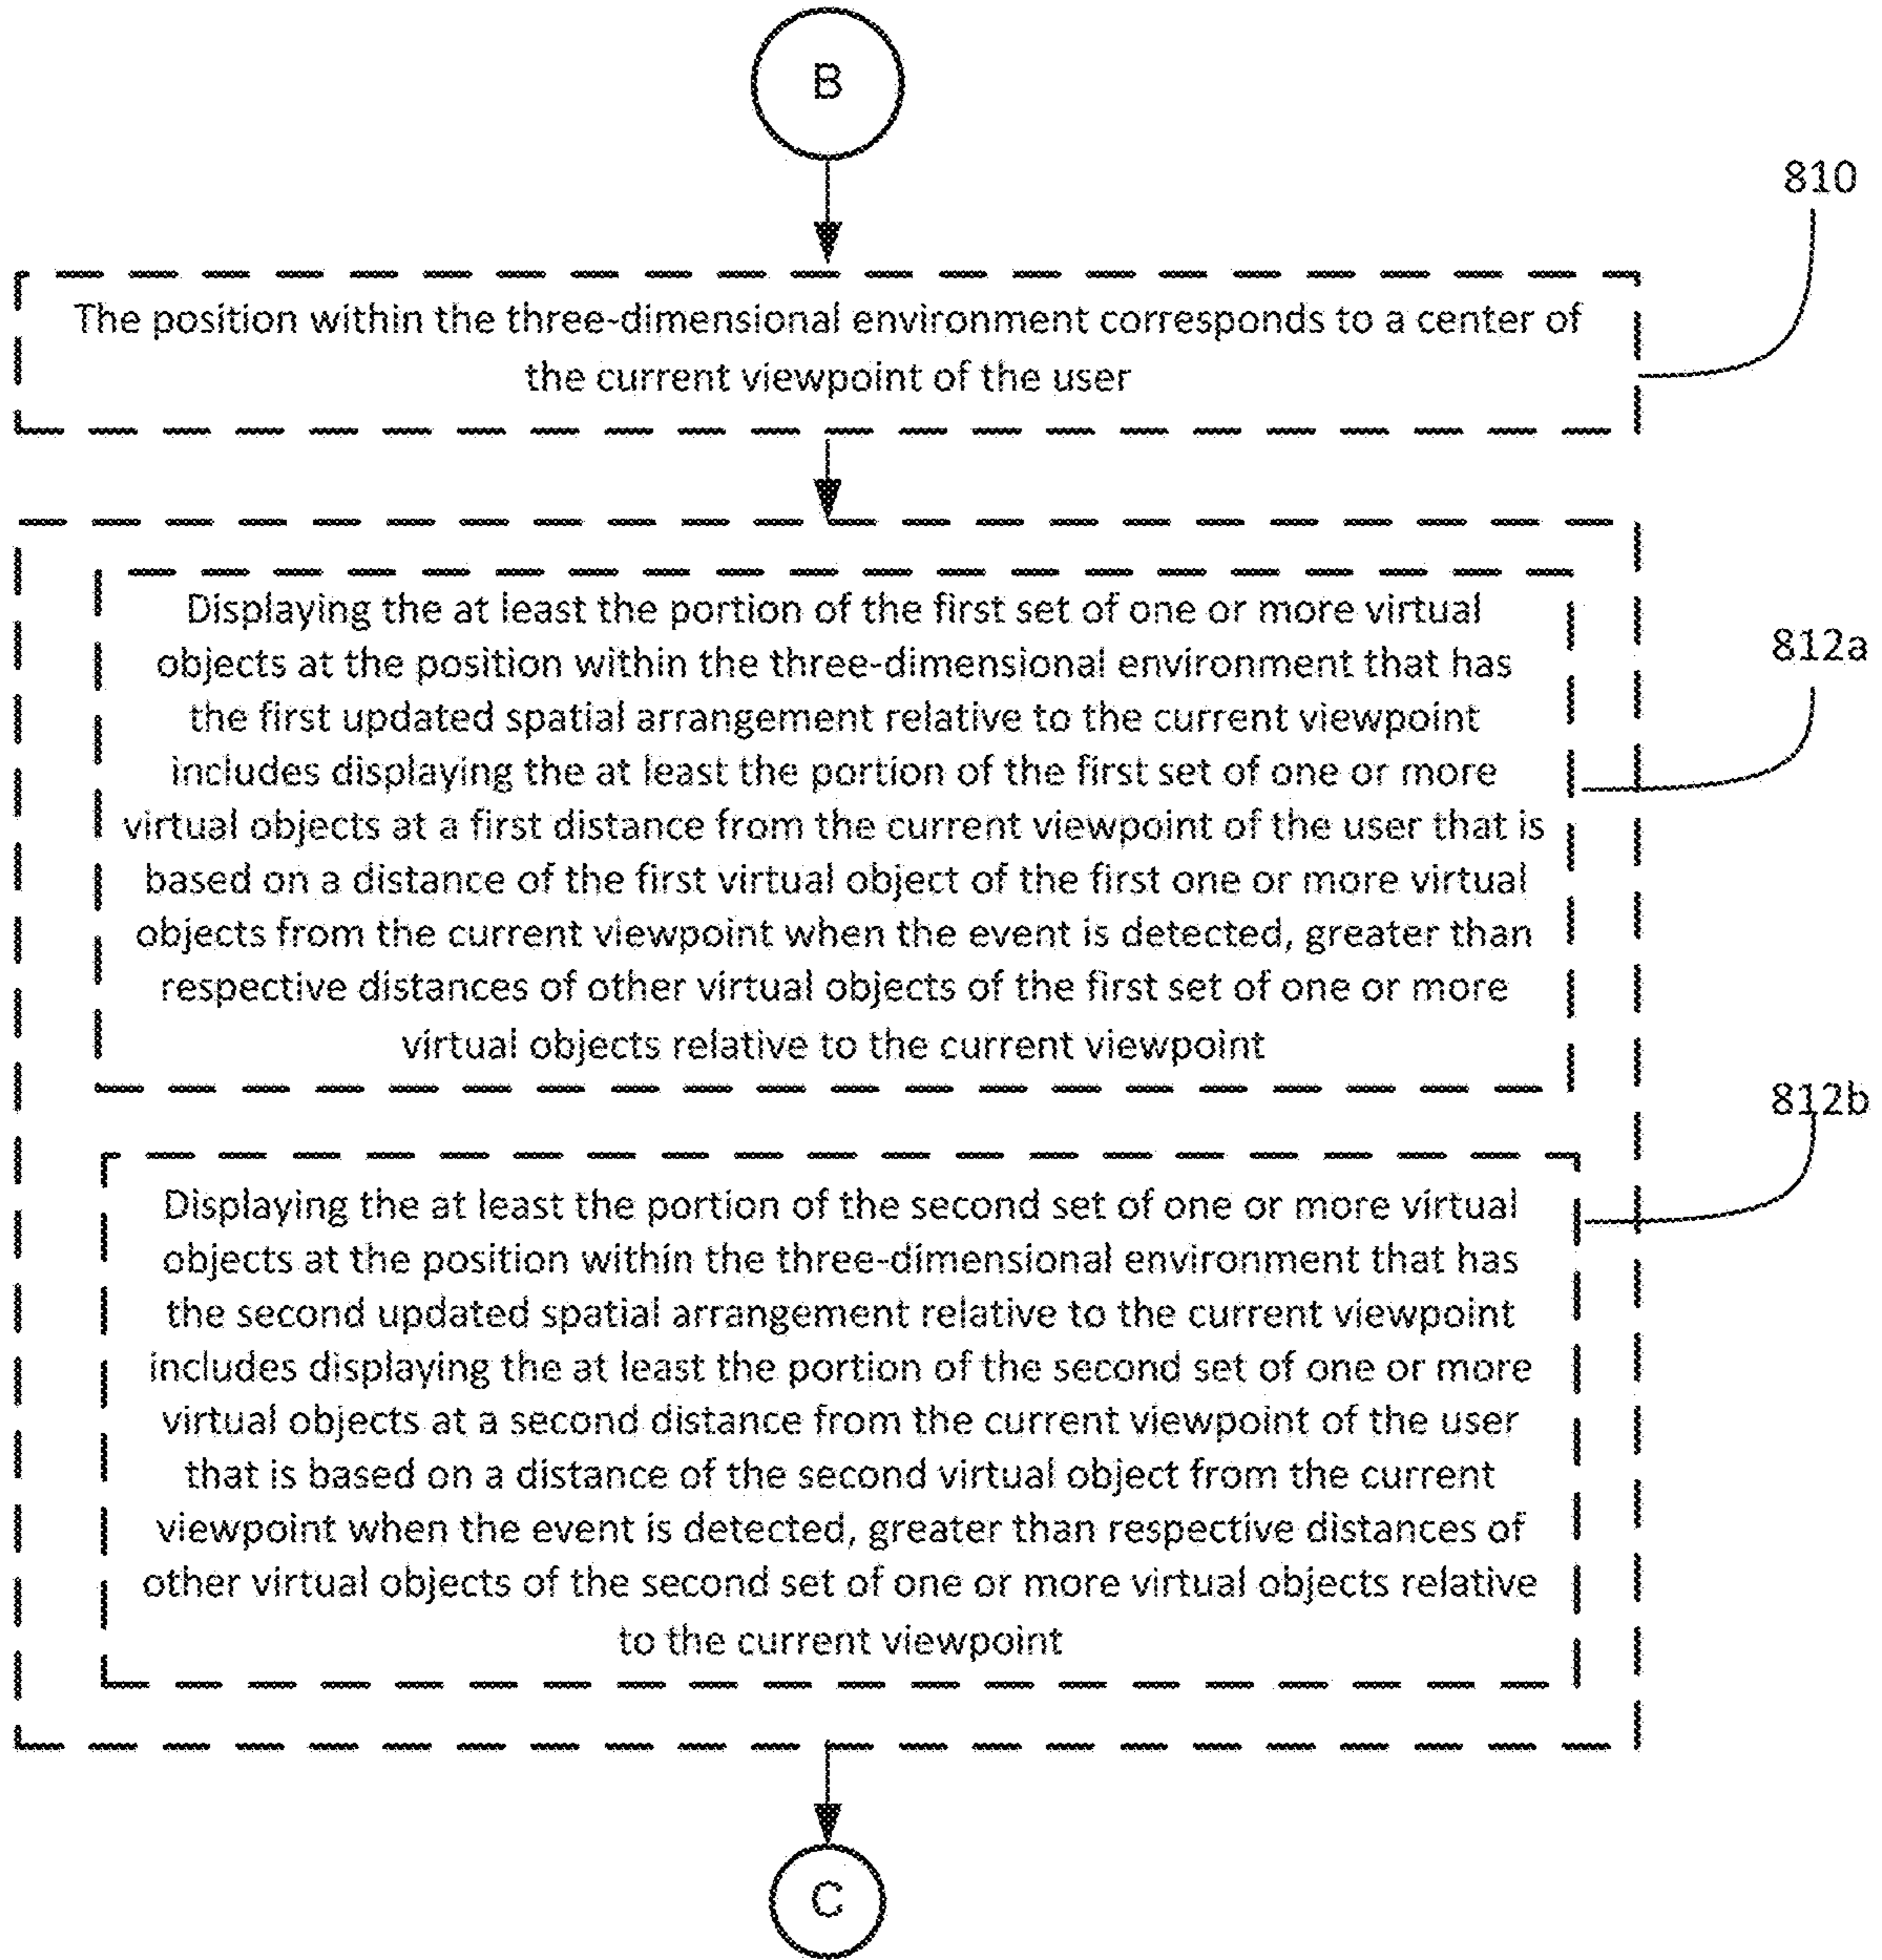 B
810
The position within the three-dimensional environment corresponds to a center of
the current viewpoint of the user
Displaying the at least the portion of the first set of one or more virtual
objects at the position within the three-dimensional environment that has
the first updated spatial arrangement relative to the current viewpoint
includes displaying the at least the portion of the first set of one or more
virtual objects at a first distance from the current viewpoint of the user that is
based on a distance of the first virtual object of the first one or more virtual
objects from the current viewpoint when the event is detected, greater than
respective distances of other virtual objects of the first set of one or more
virtual objects relative to the current viewpoint
812a
812b
Displaying the at least the portion of the second set of one or more virtual
objects at the position within the three-dimensional environment that has
the second updated spatial arrangement relative to the current viewpoint
includes displaying the at least the portion of the second set of one or more
virtual objects at a second distance from the current viewpoint of the user
that is based on a distance of the second virtual object from the current
viewpoint when the event is detected, greater than respective distances of
other virtual objects of the second set of one or more virtual objects relative
to the current viewpoint
C